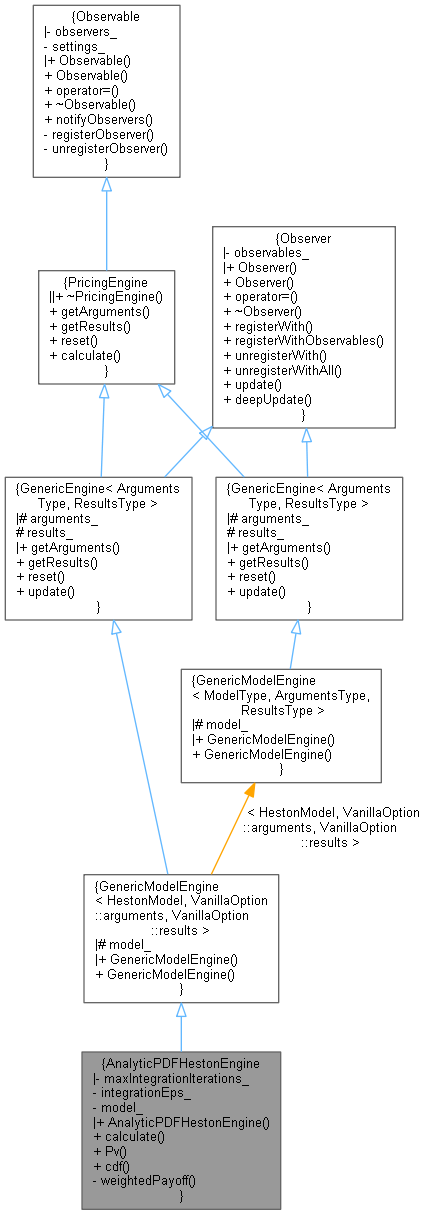 {Observable
|- observers_
- settings_
|+ Observable()
+ Observable()
+ operator=()
+ ~Observable()
+ notifyObservers()
- registerObserver()
- unregisterObserver()
}
{Observer
|- observables_
|+ Observer()
+ Observer()
+ operator=()
+ ~Observer()
+ registerWith()
+ registerWithObservables()
+ unregisterWith()
+ unregisterWithAll()
+ update()
+ deepUpdate()
}
{PricingEngine
||+ ~PricingEngine()
+ getArguments()
+ getResults()
+ reset()
+ calculate()
}
{GenericEngine< Arguments
Type, ResultsType >
|# arguments_
# results_
|+ getArguments()
+ getResults()
+ reset()
+ update()
}
{GenericEngine< Arguments
Type, ResultsType >
|# arguments_
# results_
|+ getArguments()
+ getResults()
+ reset()
+ update()
}
{GenericModelEngine
< ModelType, ArgumentsType,
ResultsType >
|# model_
|+ GenericModelEngine()
+ GenericModelEngine()
}
< HestonModel, VanillaOption
::arguments, VanillaOption
::results >
{GenericModelEngine
< HestonModel, VanillaOption
::arguments, VanillaOption
::results >
|# model_
|+ GenericModelEngine()
+ GenericModelEngine()
}
{AnalyticPDFHestonEngine
|- maxIntegrationIterations_
- integrationEps_
- model_
|+ AnalyticPDFHestonEngine()
+ calculate()
+ Pv()
+ cdf()
- weightedPayoff()
}